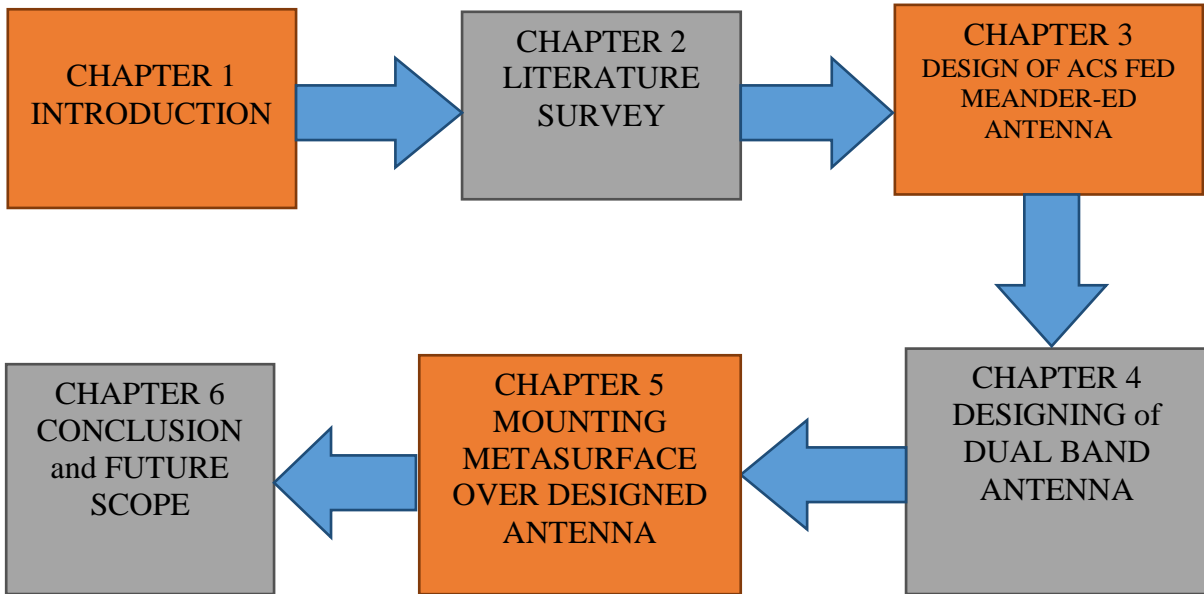 CHAPTER 1
INTRODUCTION
CHAPTER 2
LITERATURE
SURVEY
CHAPTER 3
DESIGN OF ACS FED
MEANDER-ED
ANTENNA
CHAPTER 4
DESIGNING of
DUAL BAND
ANTENNA
CHAPTER 5
MOUNTING
METASURFACE
OVER DESIGNED
ANTENNA
CHAPTER 6
CONCLUSION
and FUTURE
SCOPE